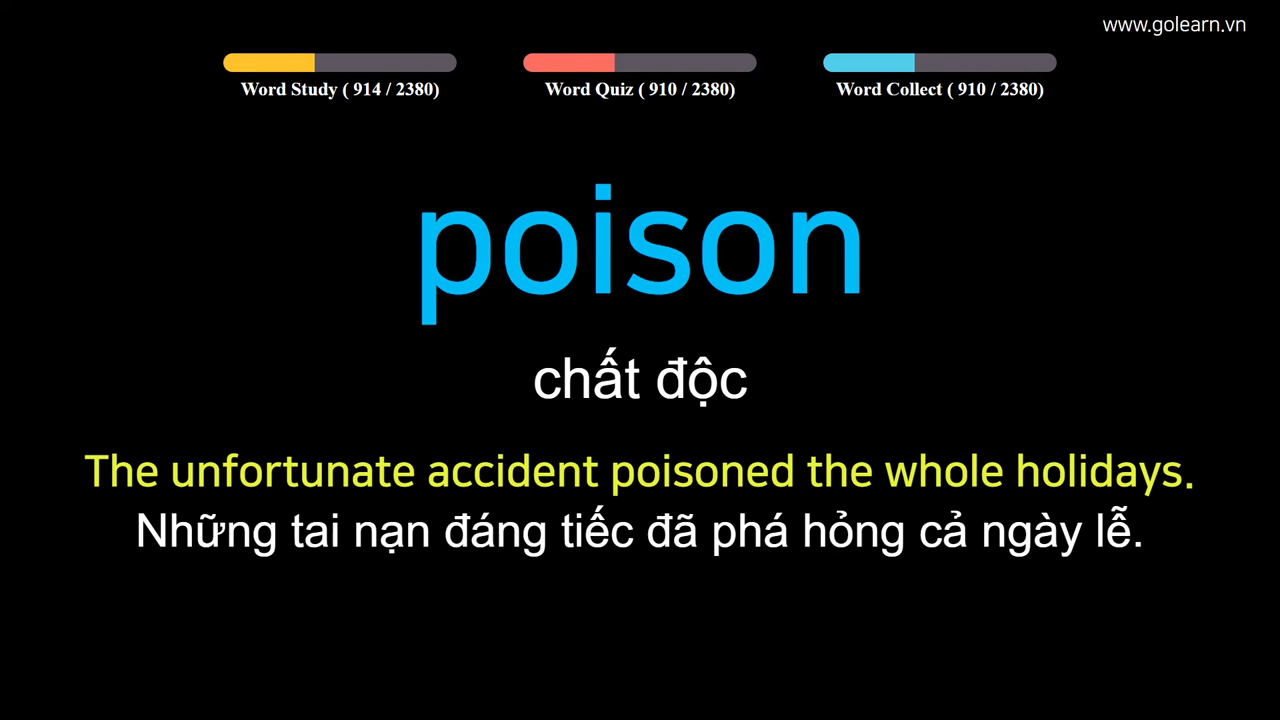 www.golearn.vn
Word Study ( 914 / 2380)
Word Quiz ( 910 / 2380)
Word Collect ( 910 / 2380)
poison
chất độc
The unfortunate accident poisoned the whole holidays.
Những tai nạn đáng tiếc đã phá hỏng cả ngày lễ.